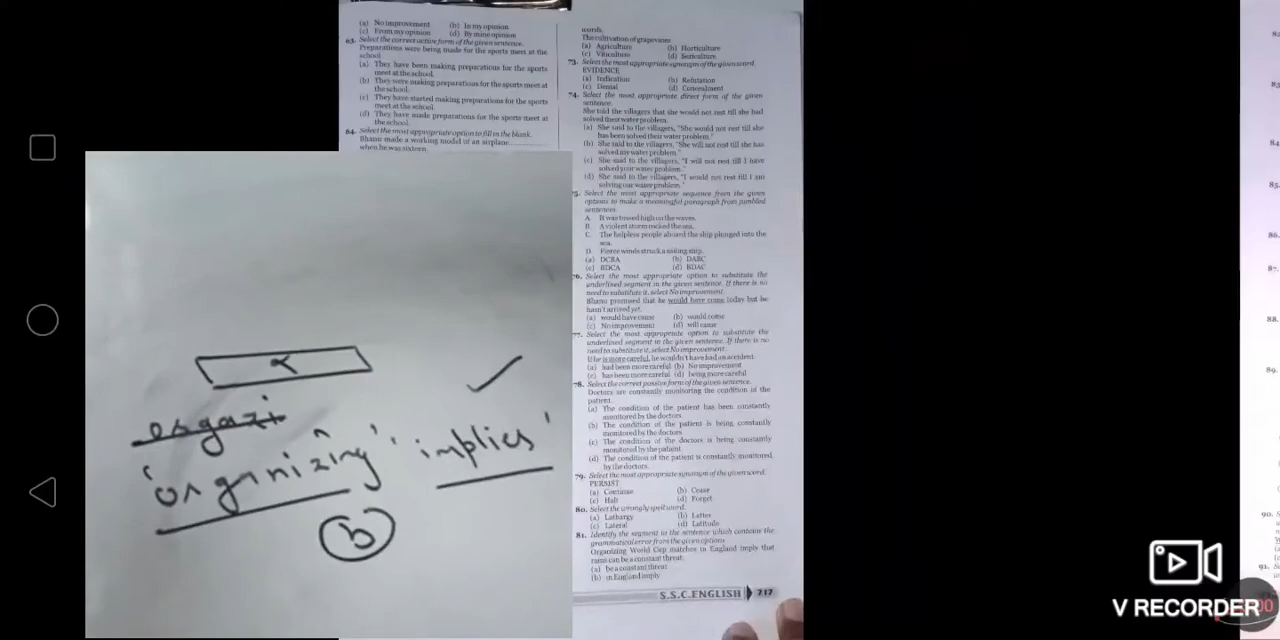 (a) No improvement (b) In my opinion
(c) From my opinion (d) By mine opinion
63. Select the correct active form of the given sentence.
Preparations were being made for the sports meet at the
school.
(a) They have been making preparations for the sports
meet at the school.
(b) They were making preparations for the sports meet at
the school.
(c) They have started making preparations for the sports
meet at the school.
(d) They have made preparations for the sports meet at
the school.
64. Select the most appropriate option to fill in the blank.
Bhanu made a working model of an airplane ............
when he was sixteen.
words.
The cultivation of grapevines
(a) Agriculture (b) Horticulture
(c) Viticulture (d) Sericulture
73. Select the most appropriate synonym of the given word.
EVIDENCE
(a) Indication (b) Refutation
(c) Denial (d) Concealment
74. Select the most appropriate direct form of the given
sentence.
She told the villagers that she would not rest till she had
solved their water problem.
(a) She said to the villagers, "She would not rest till she
has been solved their water problem."
(b) She said to the villagers, "She will not rest till she has
solved my water problem."
(c) She said to the villagers, "I will not rest till I have
solved your water problem."
(d) She said to the villagers, "I would not rest till I am
solving our water problem."
75. Select the most appropriate sequence from the given
options to make a meaningful paragraph from jumbled
sentences.
A. It was tossed high on the waves.
B. A violent storm rocked the sea.
C. The helpless people aboard the ship plunged into the
sea.
D. Fierce winds struck a sailing ship.
(a) DCBA (b) DABC
(c) BDCA (d) BDAC
76. Select the most appropriate option to substitute the
underlined segment in the given sentence. If there is no
need to substitute it, select No improvement.
Bhanu promised that he would have come today but he
hasn't arrived yet.
(a) would have came (b) would come
(c) No improvement (d) will came
77. Select the most appropriate option to substitute the
underlined segment in the given sentence. If there is no
need to substitute it, select No improvement.
If he is more careful, he wouldn't have had an accident.
(a) had been more careful (b) No improvement
(c) has been more careful (d) being more careful
78. Select the correct passive form of the given sentence.
Doctors are constantly monitoring the condition of the
patient.
(a) The condition of the patient has been constantly
monitored by the doctors.
(b) The condition of the patient is being constantly
monitored by the doctors.
(c) The condition of the doctors is being constantly
monitored by the patient.
(d) The condition of the patient is constantly monitored
by the doctors.
79. Select the most appropriate synonym of the given word.
PERSIST
(a) Continue (b) Cease
(c) Halt (d) Forget
80. Select the wrongly spelt word.
(a) Lathargy (b) Latter
(c) Lateral (d) Latitude
81. Identify the segment in the sentence which contains the
grammatical error from the given options
Organizing World Cup matches in England imply that
rains can be a constant threat.
(a) be a constant threat
(b) in England imply
S.S.C. ENGLISH 717
esgazi
'organizing' 'implies'
b
84
85.
86.
87.
88.
89.
90.
91.
V RECORDER